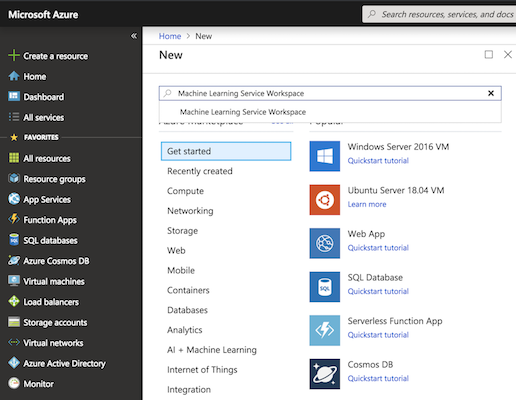 Microsoft Azure
Search resources, services, and docs
«
Create a resource
Home
Dashboard
All services
FAVORITES
All resources
Resource groups
App Services
Function Apps
SQL databases
Azure Cosmos DB
Virtual machines
Load balancers
Storage accounts
Virtual networks
Azure Active Directory
Monitor
Home > New
New
Machine Learning Service Workspace
Machine Learning Service Workspace
Azure Marketplace
Popular
Get started
Recently created
Compute
Networking
Storage
Web
Mobile
Containers
Databases
Analytics
AI + Machine Learning
Internet of Things
Integration
Windows Server 2016 VM
Quickstart tutorial
Ubuntu Server 18.04 VM
Learn more
Web App
Quickstart tutorial
SQL
SQL Database
Quickstart tutorial
Serverless Function App
Quickstart tutorial
Cosmos DB
Quickstart tutorial